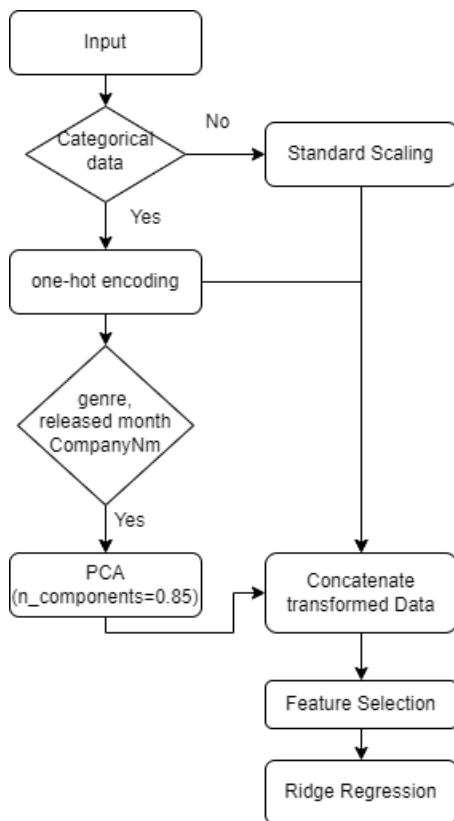 Input
Categorical
data
No
Standard Scaling
Yes
one-hot encoding
genre,
released month
CompanyNm
Yes
PCA
(n_components=0.85)
Concatenate
transformed Data
Feature Selection
Ridge Regression